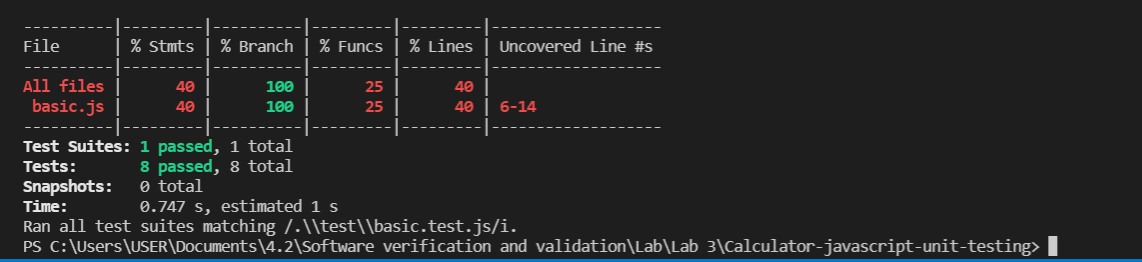 ----------|---------|----------|---------|---------|-------------------
File      | % Stmts | % Branch | % Funcs | % Lines | Uncovered Line #s
----------|---------|----------|---------|---------|-------------------
All files |      40 |      100 |      25 |      40 |
 basic.js |      40 |      100 |      25 |      40 | 6-14
----------|---------|----------|---------|---------|-------------------
Test Suites: 1 passed, 1 total
Tests:       8 passed, 8 total
Snapshots:   0 total
Time:        0.747 s, estimated 1 s
Ran all test suites matching /.\\test\\basic.test.js/i.
PS C:\Users\USER\Documents\4.2\Software verification and validation\Lab\Lab 3\Calculator-javascript-unit-testing>